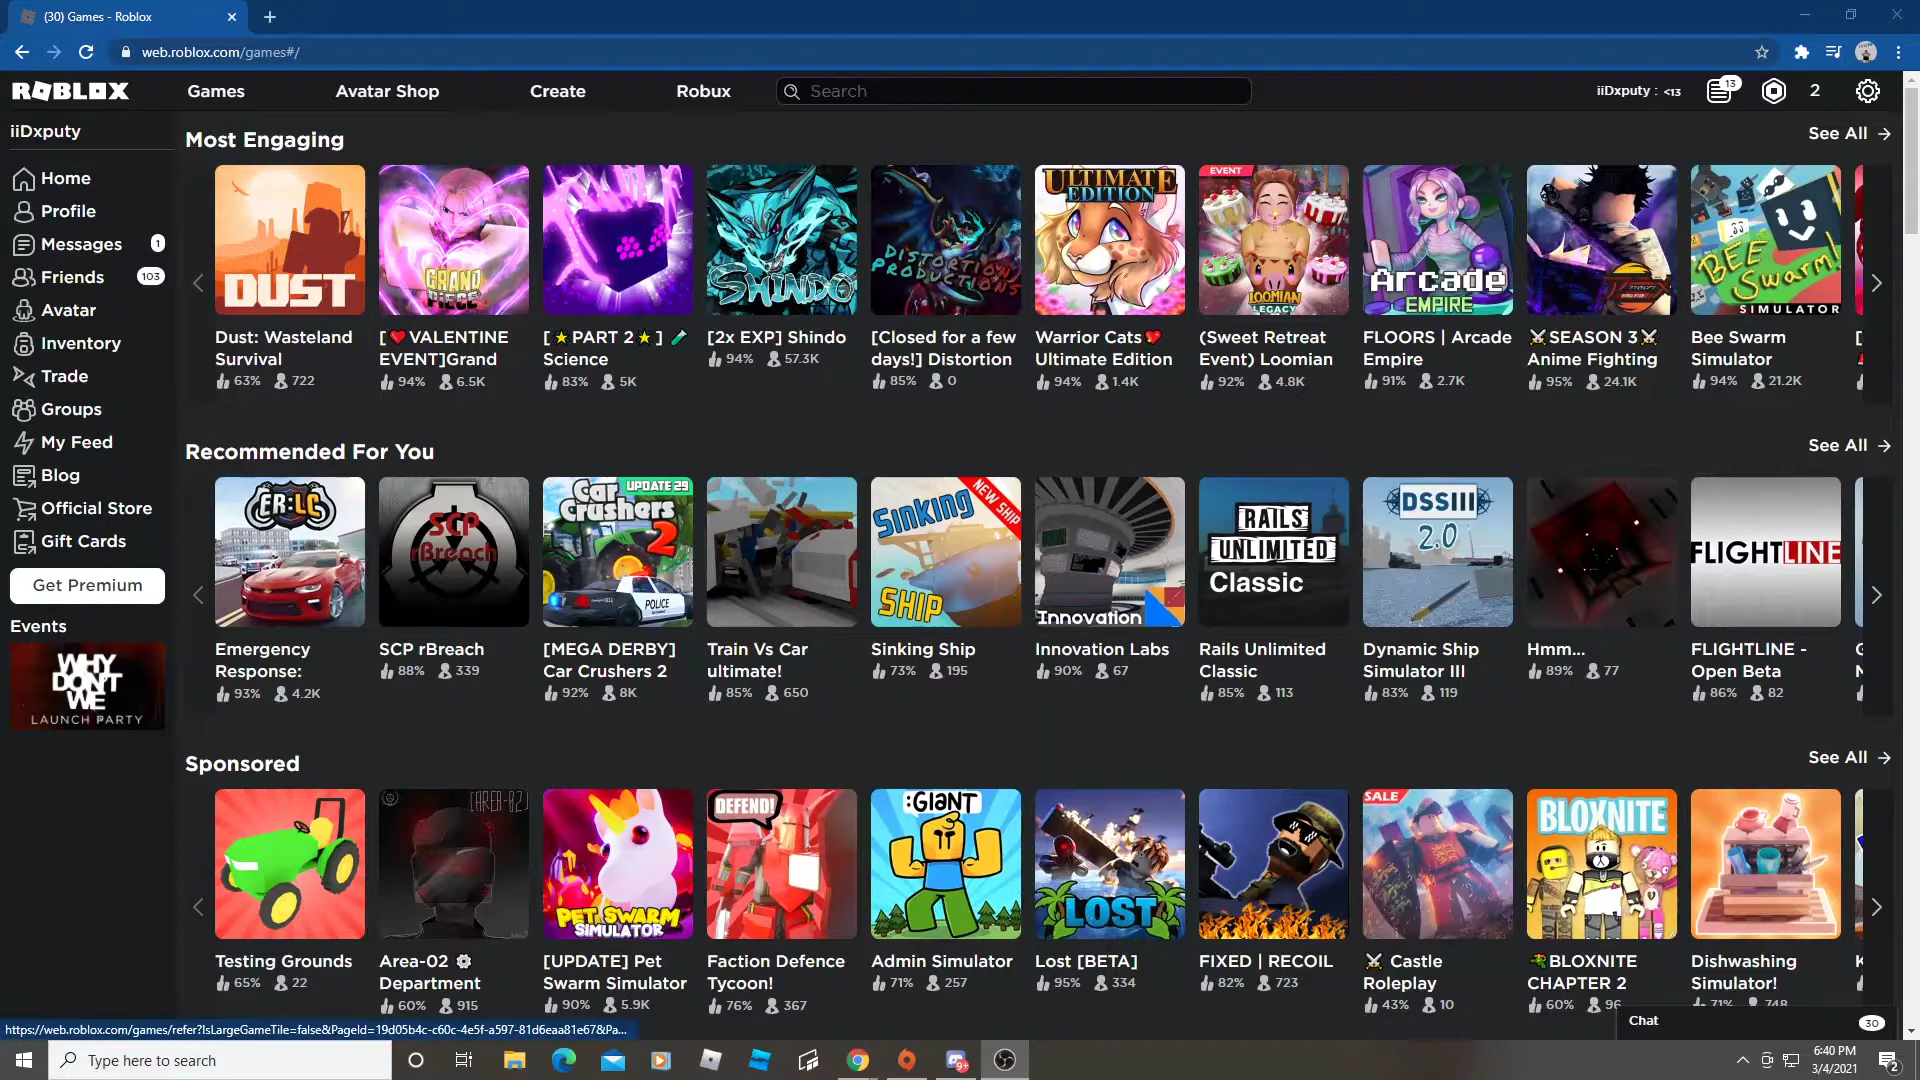 (30) Games - Roblox
web.roblox.com/games#/
ROBLOX
Games
Avatar Shop
Create
Robux
Search
iiDxputy : <13
13
2
iiDxputy
Home
Profile
Messages
1
Friends
103
Avatar
Inventory
Trade
Groups
My Feed
Blog
Official Store
Gift Cards
Get Premium
Events
WHY
DON'T
WE
LAUNCH PARTY
Most Engaging
See All
DUST
GRAND
PIECE
SHINDO
DISTORTION
PRODUCTIONS
ULTIMATE
EDITION
EVENT
LOOMIAN
LEGACY
Arcade
EMPIRE
BEE
Swarm!
SIMULATOR
Dust: Wasteland
Survival
63% 722
[❤️VALENTINE
EVENT]Grand
94% 6.5K
[⭐PART 2⭐] 🧪
Science
83% 5K
[2x EXP] Shindo
94% 57.3K
[Closed for a few
days!] Distortion
85% 0
Warrior Cats💖
Ultimate Edition
94% 1.4K
(Sweet Retreat
Event) Loomian
92% 4.8K
FLOORS | Arcade
Empire
91% 2.7K
⚔️SEASON 3⚔️
Anime Fighting
95% 24.1K
Bee Swarm
Simulator
94% 21.2K
Recommended For You
See All
ER:LC
SCP
rBreach
Car
Crushers
2
UPDATE 29
POLICE
Sinking
SHIP
NEW SHIP
Innovation
RAILS
UNLIMITED
Classic
DSSIII
2.0
FLIGHTLINE
Emergency
Response:
93% 4.2K
SCP rBreach
88% 339
[MEGA DERBY]
Car Crushers 2
92% 8K
Train Vs Car
ultimate!
85% 650
Sinking Ship
73% 195
Innovation Labs
90% 67
Rails Unlimited
Classic
85% 113
Dynamic Ship
Simulator III
83% 119
Hmm...
89% 77
FLIGHTLINE -
Open Beta
86% 82
Sponsored
See All
[AREA-02]
PET SWARM
SIMULATOR
DEFEND!
:GIANT
LOST
SALE
BLOXNITE
Testing Grounds
65% 22
Area-02 ⚙️
Department
60% 915
[UPDATE] Pet
Swarm Simulator
90% 5.9K
Faction Defence
Tycoon!
76% 367
Admin Simulator
71% 257
Lost [BETA]
95% 334
FIXED | RECOIL
82% 723
⚔️ Castle
Roleplay
43% 10
🔫BLOXNITE
CHAPTER 2
60% 96
Dishwashing
Simulator!
71% 748
Chat
30
https://web.roblox.com/games/refer?IsLargeGameTile=false&PageId=19d05b4c-c60c-4e5f-a597-81d6eaa81e67&Pa...
Type here to search
9+
6:40 PM
3/4/2021
2